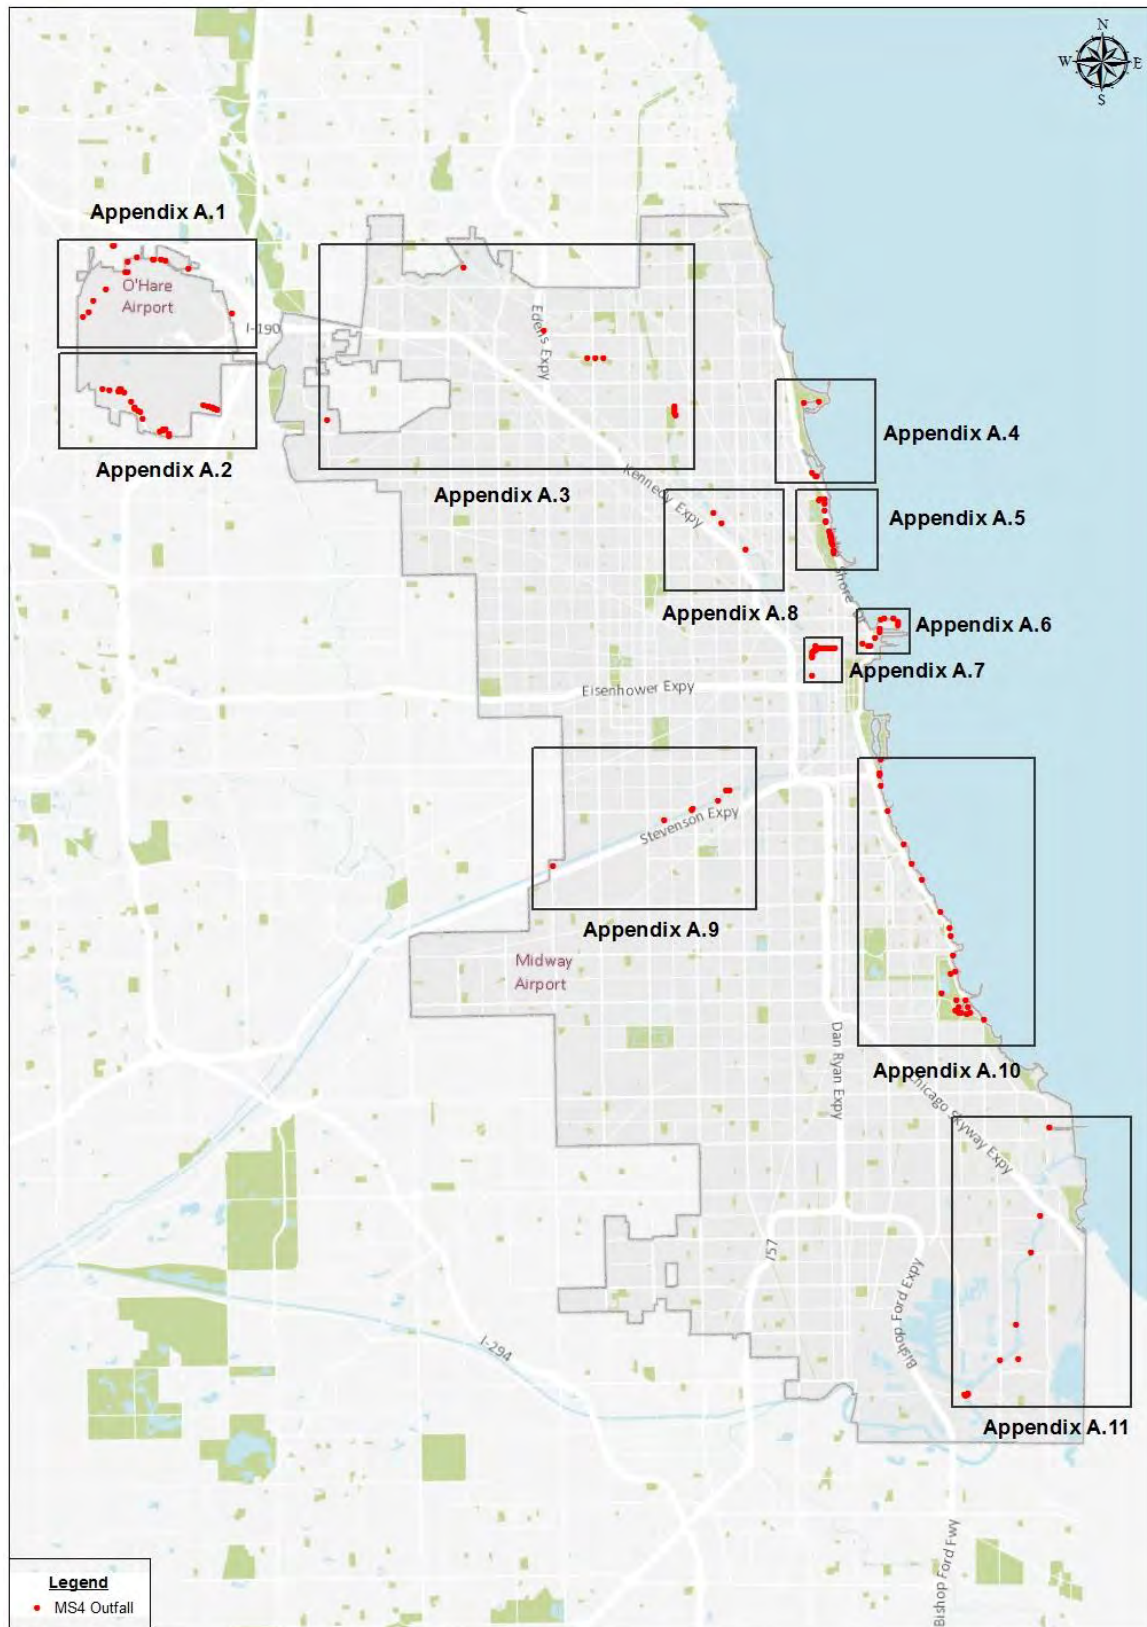 N
W E
S
Appendix A.1
O'Hare
Airport
I-190
Edens Expy
Appendix A.2
Appendix A.3
Kennedy Expy
Appendix A.4
Appendix A.5
Shore Dr
Appendix A.8
Appendix A.6
Appendix A.7
Eisenhower Expy
Stevenson Expy
Appendix A.9
Midway
Airport
Dan Ryan Expy
Appendix A.10
Chicago Skyway Expy
I57
Bishop Ford Expy
I-294
Appendix A.11
Bishop Ford Fwy
Legend
MS4 Outfall